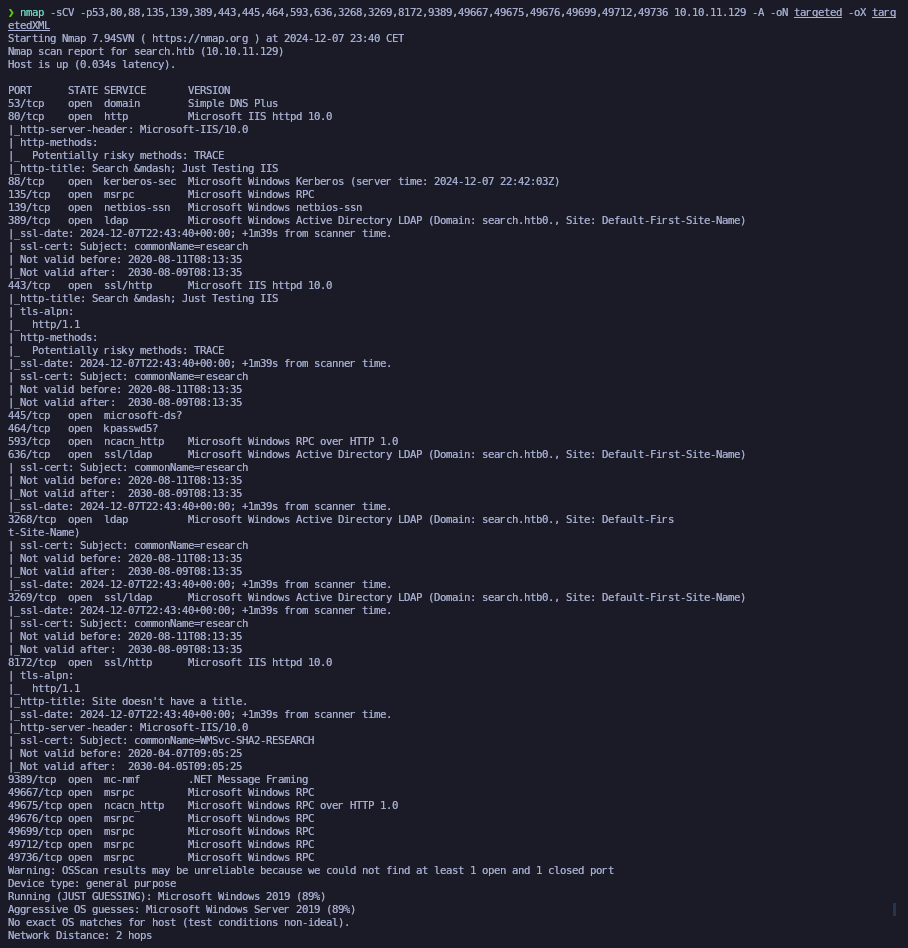 ❯ nmap -sCV -p53,80,88,135,139,389,443,445,464,593,636,3268,3269,8172,9389,49667,49675,49676,49699,49712,49736 10.10.11.129 -A -oN targeted -oX targ
etedXML
Starting Nmap 7.94SVN ( https://nmap.org ) at 2024-12-07 23:40 CET
Nmap scan report for search.htb (10.10.11.129)
Host is up (0.034s latency).

PORT      STATE SERVICE       VERSION
53/tcp    open  domain        Simple DNS Plus
80/tcp    open  http          Microsoft IIS httpd 10.0
|_http-server-header: Microsoft-IIS/10.0
| http-methods:
|_  Potentially risky methods: TRACE
|_http-title: Search &mdash; Just Testing IIS
88/tcp    open  kerberos-sec  Microsoft Windows Kerberos (server time: 2024-12-07 22:42:03Z)
135/tcp   open  msrpc         Microsoft Windows RPC
139/tcp   open  netbios-ssn   Microsoft Windows netbios-ssn
389/tcp   open  ldap          Microsoft Windows Active Directory LDAP (Domain: search.htb0., Site: Default-First-Site-Name)
|_ssl-date: 2024-12-07T22:43:40+00:00; +1m39s from scanner time.
| ssl-cert: Subject: commonName=research
| Not valid before: 2020-08-11T08:13:35
|_Not valid after:  2030-08-09T08:13:35
443/tcp   open  ssl/http      Microsoft IIS httpd 10.0
|_http-title: Search &mdash; Just Testing IIS
| tls-alpn:
|_  http/1.1
| http-methods:
|_  Potentially risky methods: TRACE
|_ssl-date: 2024-12-07T22:43:40+00:00; +1m39s from scanner time.
| ssl-cert: Subject: commonName=research
| Not valid before: 2020-08-11T08:13:35
|_Not valid after:  2030-08-09T08:13:35
445/tcp   open  microsoft-ds?
464/tcp   open  kpasswd5?
593/tcp   open  ncacn_http    Microsoft Windows RPC over HTTP 1.0
636/tcp   open  ssl/ldap      Microsoft Windows Active Directory LDAP (Domain: search.htb0., Site: Default-First-Site-Name)
| ssl-cert: Subject: commonName=research
| Not valid before: 2020-08-11T08:13:35
|_Not valid after:  2030-08-09T08:13:35
|_ssl-date: 2024-12-07T22:43:40+00:00; +1m39s from scanner time.
3268/tcp  open  ldap          Microsoft Windows Active Directory LDAP (Domain: search.htb0., Site: Default-Firs
t-Site-Name)
| ssl-cert: Subject: commonName=research
| Not valid before: 2020-08-11T08:13:35
|_Not valid after:  2030-08-09T08:13:35
|_ssl-date: 2024-12-07T22:43:40+00:00; +1m39s from scanner time.
3269/tcp  open  ssl/ldap      Microsoft Windows Active Directory LDAP (Domain: search.htb0., Site: Default-First-Site-Name)
|_ssl-date: 2024-12-07T22:43:40+00:00; +1m39s from scanner time.
| ssl-cert: Subject: commonName=research
| Not valid before: 2020-08-11T08:13:35
|_Not valid after:  2030-08-09T08:13:35
8172/tcp  open  ssl/http      Microsoft IIS httpd 10.0
| tls-alpn:
|_  http/1.1
|_http-title: Site doesn't have a title.
|_ssl-date: 2024-12-07T22:43:40+00:00; +1m39s from scanner time.
|_http-server-header: Microsoft-IIS/10.0
| ssl-cert: Subject: commonName=WMSvc-SHA2-RESEARCH
| Not valid before: 2020-04-07T09:05:25
|_Not valid after:  2030-04-05T09:05:25
9389/tcp  open  mc-nmf        .NET Message Framing
49667/tcp open  msrpc         Microsoft Windows RPC
49675/tcp open  ncacn_http    Microsoft Windows RPC over HTTP 1.0
49676/tcp open  msrpc         Microsoft Windows RPC
49699/tcp open  msrpc         Microsoft Windows RPC
49712/tcp open  msrpc         Microsoft Windows RPC
49736/tcp open  msrpc         Microsoft Windows RPC
Warning: OSScan results may be unreliable because we could not find at least 1 open and 1 closed port
Device type: general purpose
Running (JUST GUESSING): Microsoft Windows 2019 (89%)
Aggressive OS guesses: Microsoft Windows Server 2019 (89%)
No exact OS matches for host (test conditions non-ideal).
Network Distance: 2 hops